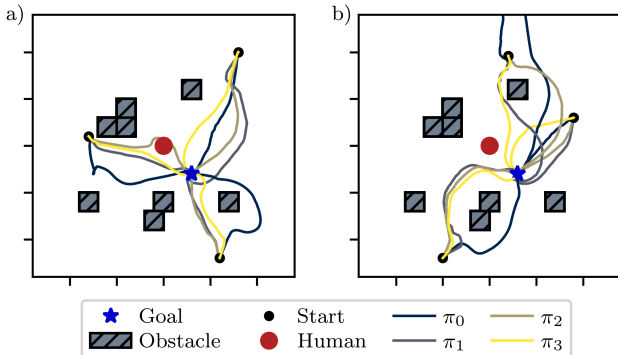 a)
b)
Goal
Start
π₀
π₂
Obstacle
Human
π₁
π₃